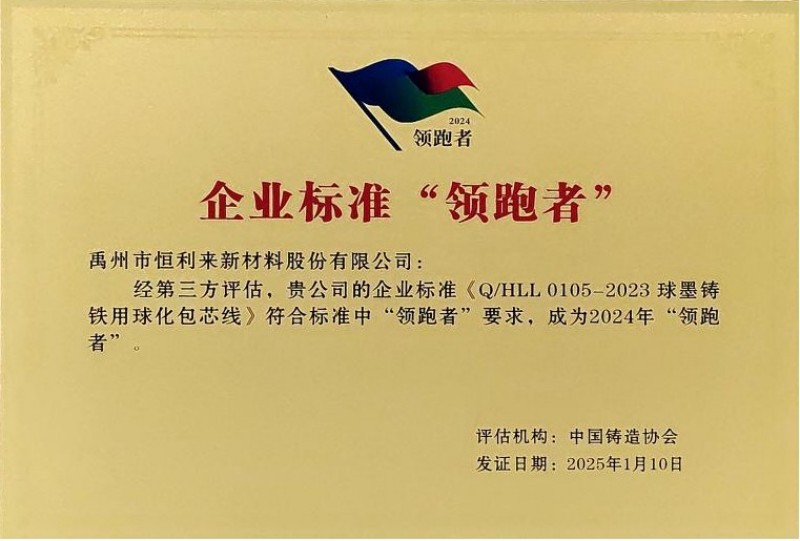 2024
领跑者
企业标准“领跑者”
禹州市恒利来新材料股份有限公司：
经第三方评估，贵公司的企业标准《Q/HLL 0105-2023 球墨铸
铁用球化包芯线》符合标准中“领跑者”要求，成为2024年“领跑
者”。
评估机构：中国铸造协会
发证日期：2025年1月10日